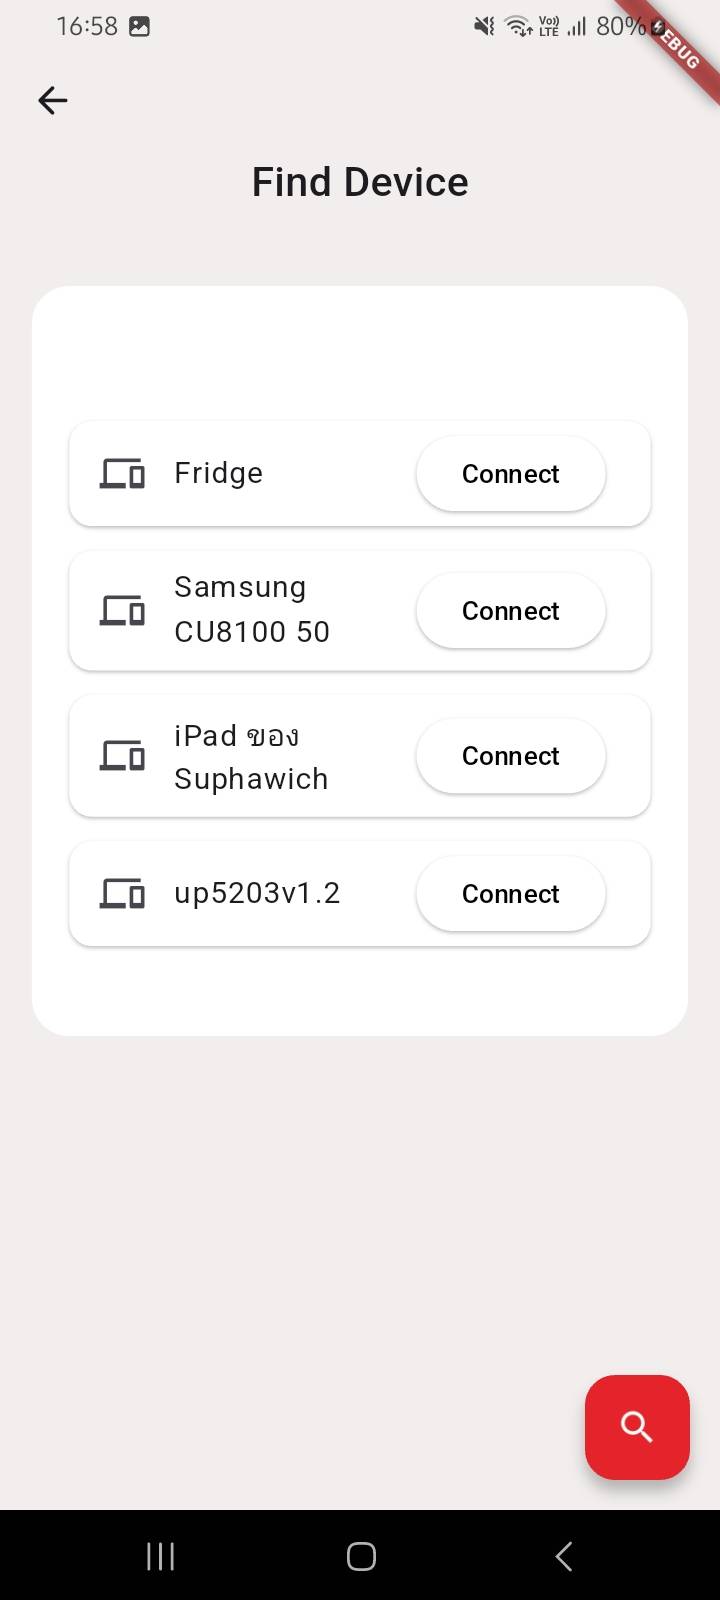 16:58
Vo))
LTE
80%
DEBUG
Find Device
Fridge
Connect
Samsung
CU8100 50
Connect
iPad ของ
Suphawich
Connect
up5203v1.2
Connect